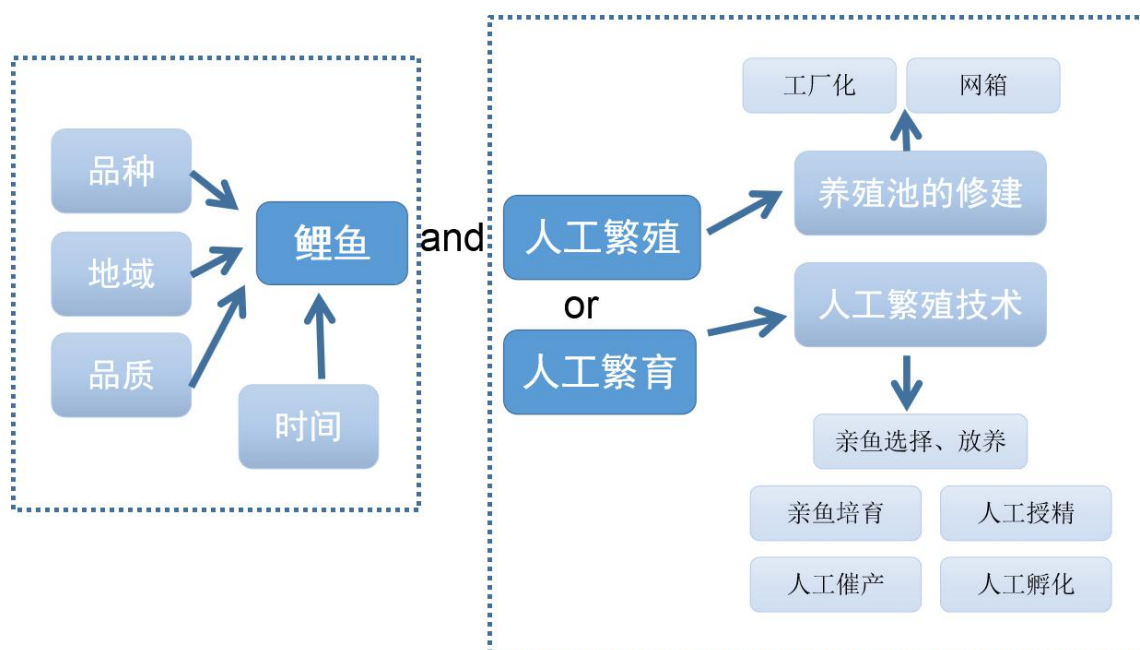 工厂化
网箱
品种
养殖池的修建
鲤鱼
and
人工繁殖
地域
or
人工繁殖技术
品质
人工繁育
时间
亲鱼选择、放养
亲鱼培育
人工授精
人工催产
人工孵化